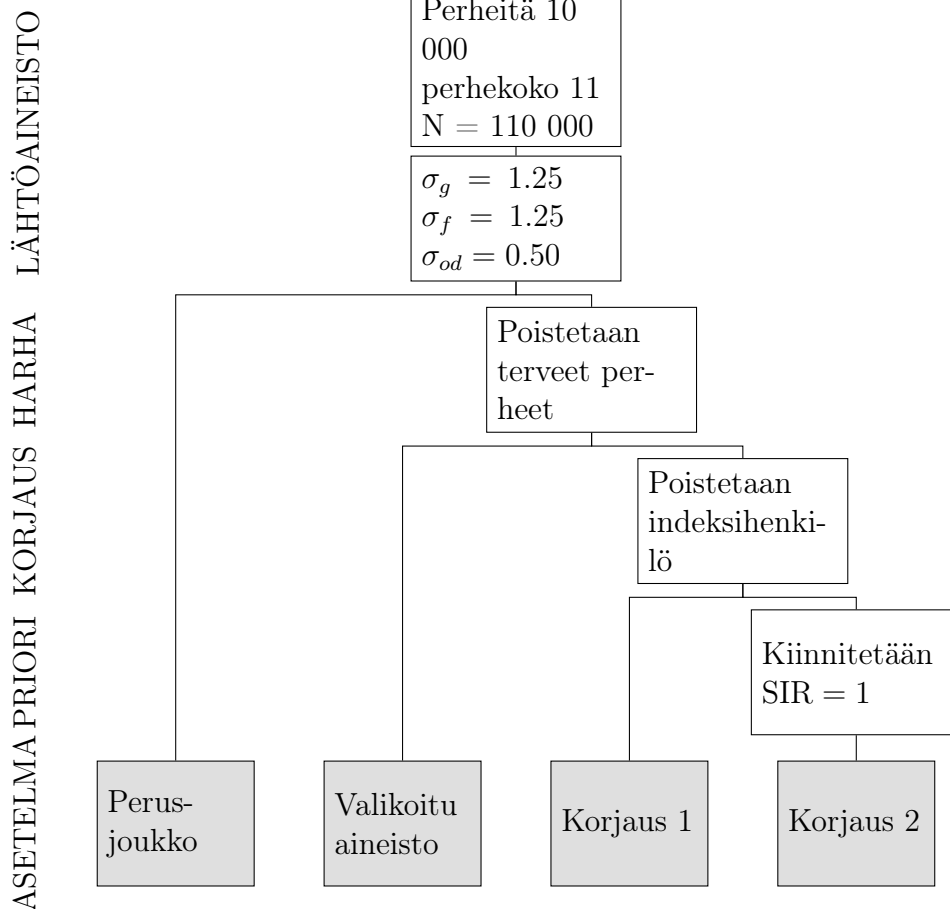 LÄHTÖAINEISTO
Perheitä 10
000
perhekoko 11
N = 110 000
σ_g = 1.25
σ_f = 1.25
σ_od = 0.50
HARHA
Poistetaan
terveet per-
heet
KORJAUS
Poistetaan
indeksihenki-
lö
PRIORI
Kiinnitetään
SIR = 1
ASETELMA
Perus-
joukko
Valikoitu
aineisto
Korjaus 1
Korjaus 2